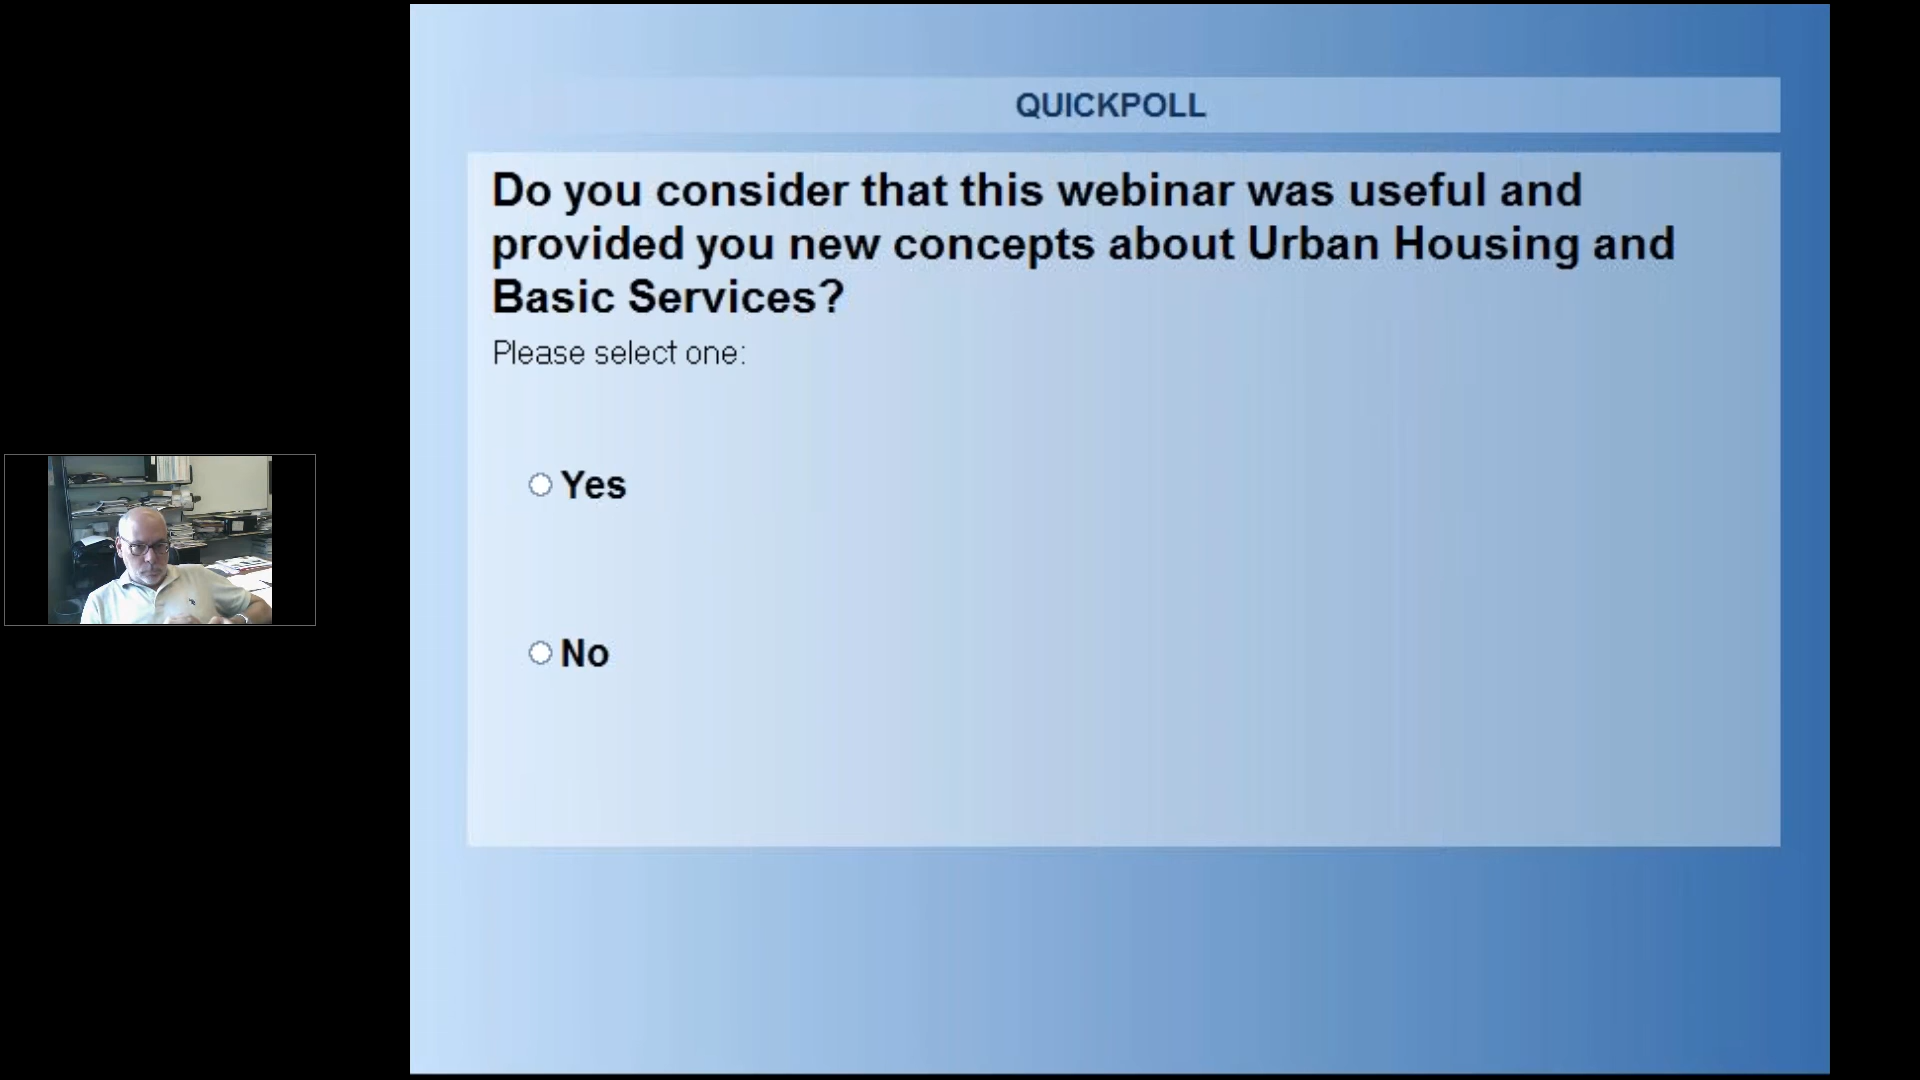 QUICKPOLL
Do you consider that this webinar was useful and
provided you new concepts about Urban Housing and
Basic Services?
Please select one:
Yes
No